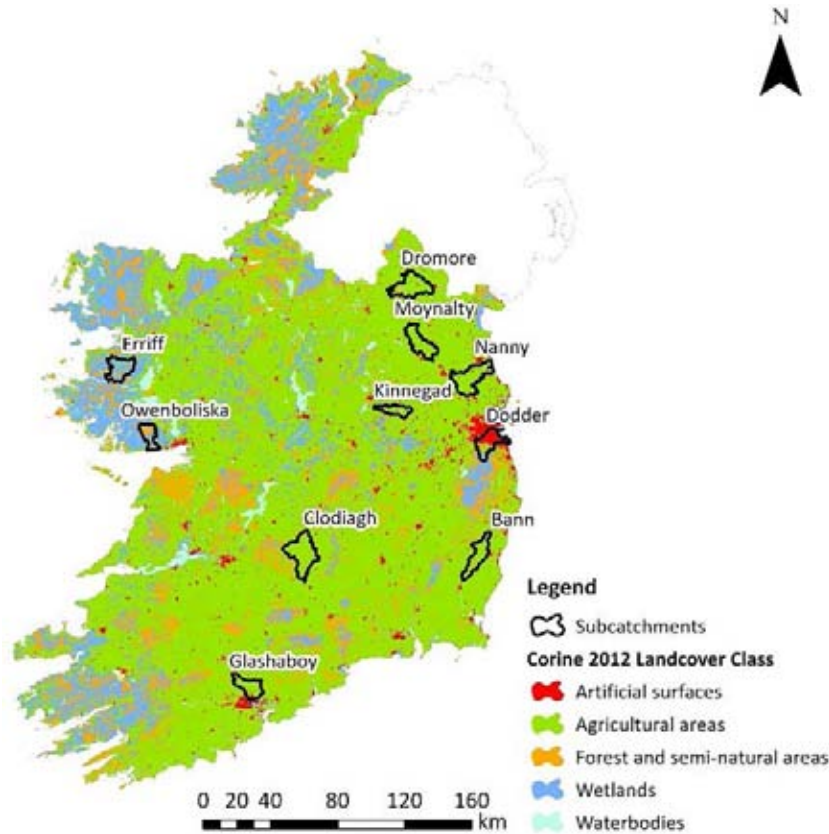 N
Dromore
Moynalty
Erriff
Nanny
Kinnegad
Owenboliska
Dodder
Clodiagh
Bann
Glashaboy
Legend
Subcatchments
Corine 2012 Landcover Class
Artificial surfaces
Agricultural areas
Forest and semi-natural areas
Wetlands
Waterbodies
0 20 40 80 120 160
km